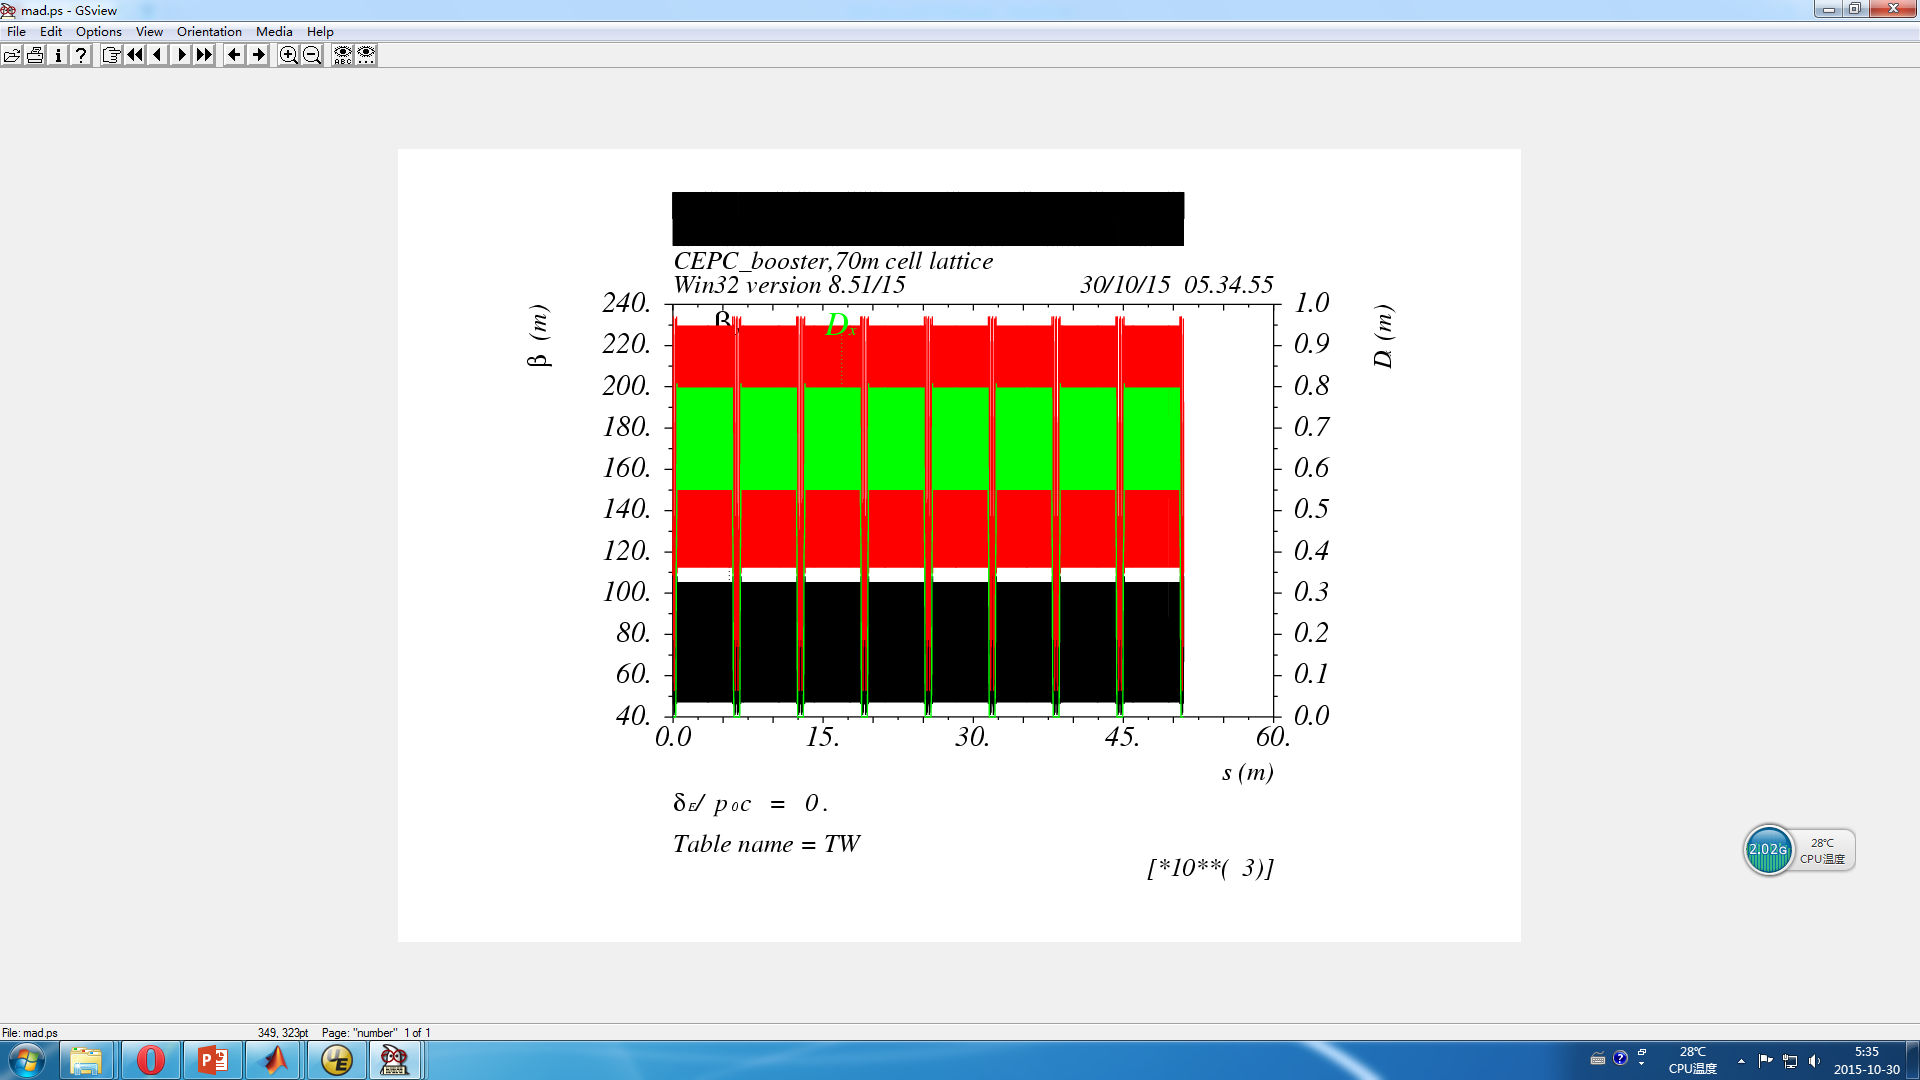 mad.ps - GSview
File Edit Options View Orientation Media Help
CEPC_booster,70m cell lattice
Win32 version 8.51/15 30/10/15 05.34.55
β (m)
240.
220.
200.
180.
160.
140.
120.
100.
80.
60.
40.
β
Dx
1.0
0.9
0.8
0.7
0.6
0.5
0.4
0.3
0.2
0.1
0.0
D (m)
0.0 15. 30. 45. 60.
s (m)
δE/ p0c = 0.
Table name = TW
[*10**( 3)]
2.02G
28℃
CPU温度
File: mad.ps 349, 323pt Page: "number" 1 of 1
28℃
CPU温度
5:35
2015-10-30